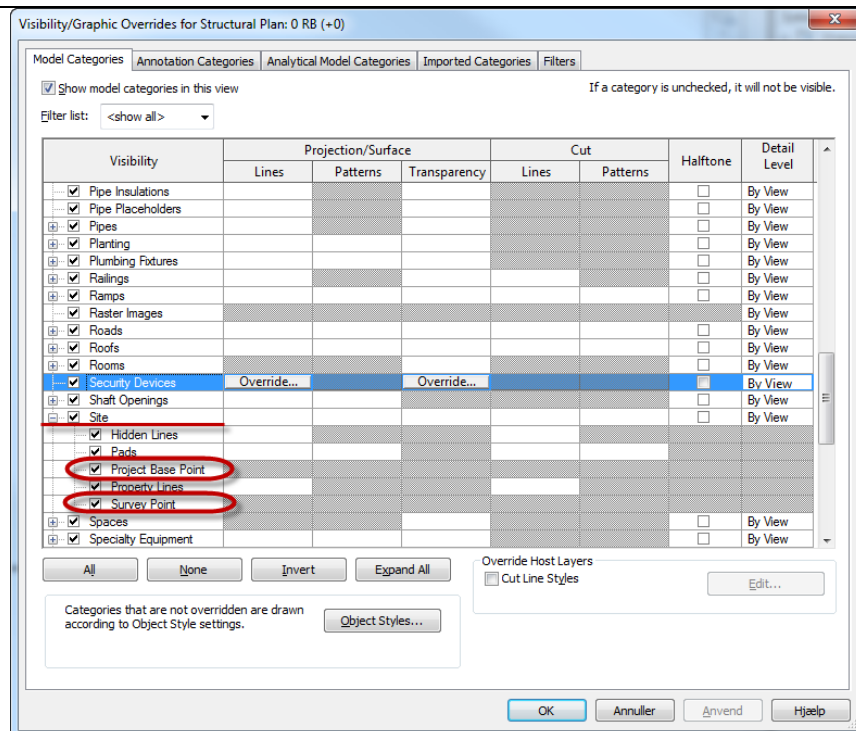 Visibility/Graphic Overrides for Structural Plan: 0 RB (+0)
Model Categories Annotation Categories Analytical Model Categories Imported Categories Filters
Show model categories in this view If a category is unchecked, it will not be visible.
Filter list: <show all>
Visibility Projection/Surface Cut Halftone Detail Level
Lines Patterns Transparency Lines Patterns
Pipe Insulations By View
Pipe Placeholders By View
Pipes By View
Planting By View
Plumbing Fixtures By View
Railings By View
Ramps By View
Raster Images By View
Roads By View
Roofs By View
Rooms By View
Security Devices Override... Override... By View
Shaft Openings By View
Site By View
Hidden Lines
Pads
Project Base Point
Property Lines
Survey Point
Spaces By View
Specialty Equipment By View
All None Invert Expand All
Override Host Layers
Cut Line Styles Edit...
Categories that are not overridden are drawn
according to Object Style settings.
Object Styles...
OK Annuller Anvend Hjælp